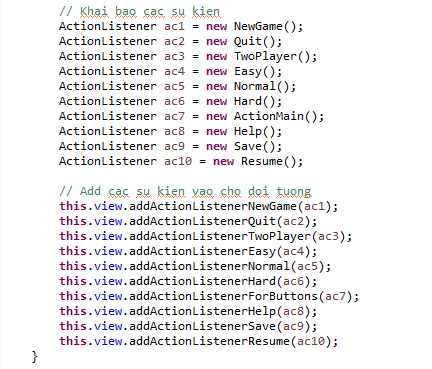 // Khai bao cac su kien
ActionListener ac1 = new NewGame();
ActionListener ac2 = new Quit();
ActionListener ac3 = new TwoPlayer();
ActionListener ac4 = new Easy();
ActionListener ac5 = new Normal();
ActionListener ac6 = new Hard();
ActionListener ac7 = new ActionMain();
ActionListener ac8 = new Help();
ActionListener ac9 = new Save();
ActionListener ac10 = new Resume();
// Add cac su kien vao cho doi tuong
this.view.addActionListenerNewGame(ac1);
this.view.addActionListenerQuit(ac2);
this.view.addActionListenerTwoPlayer(ac3);
this.view.addActionListenerEasy(ac4);
this.view.addActionListenerNormal(ac5);
this.view.addActionListenerHard(ac6);
this.view.addActionListenerForButtons(ac7);
this.view.addActionListenerHelp(ac8);
this.view.addActionListenerSave(ac9);
this.view.addActionListenerResume(ac10);
}